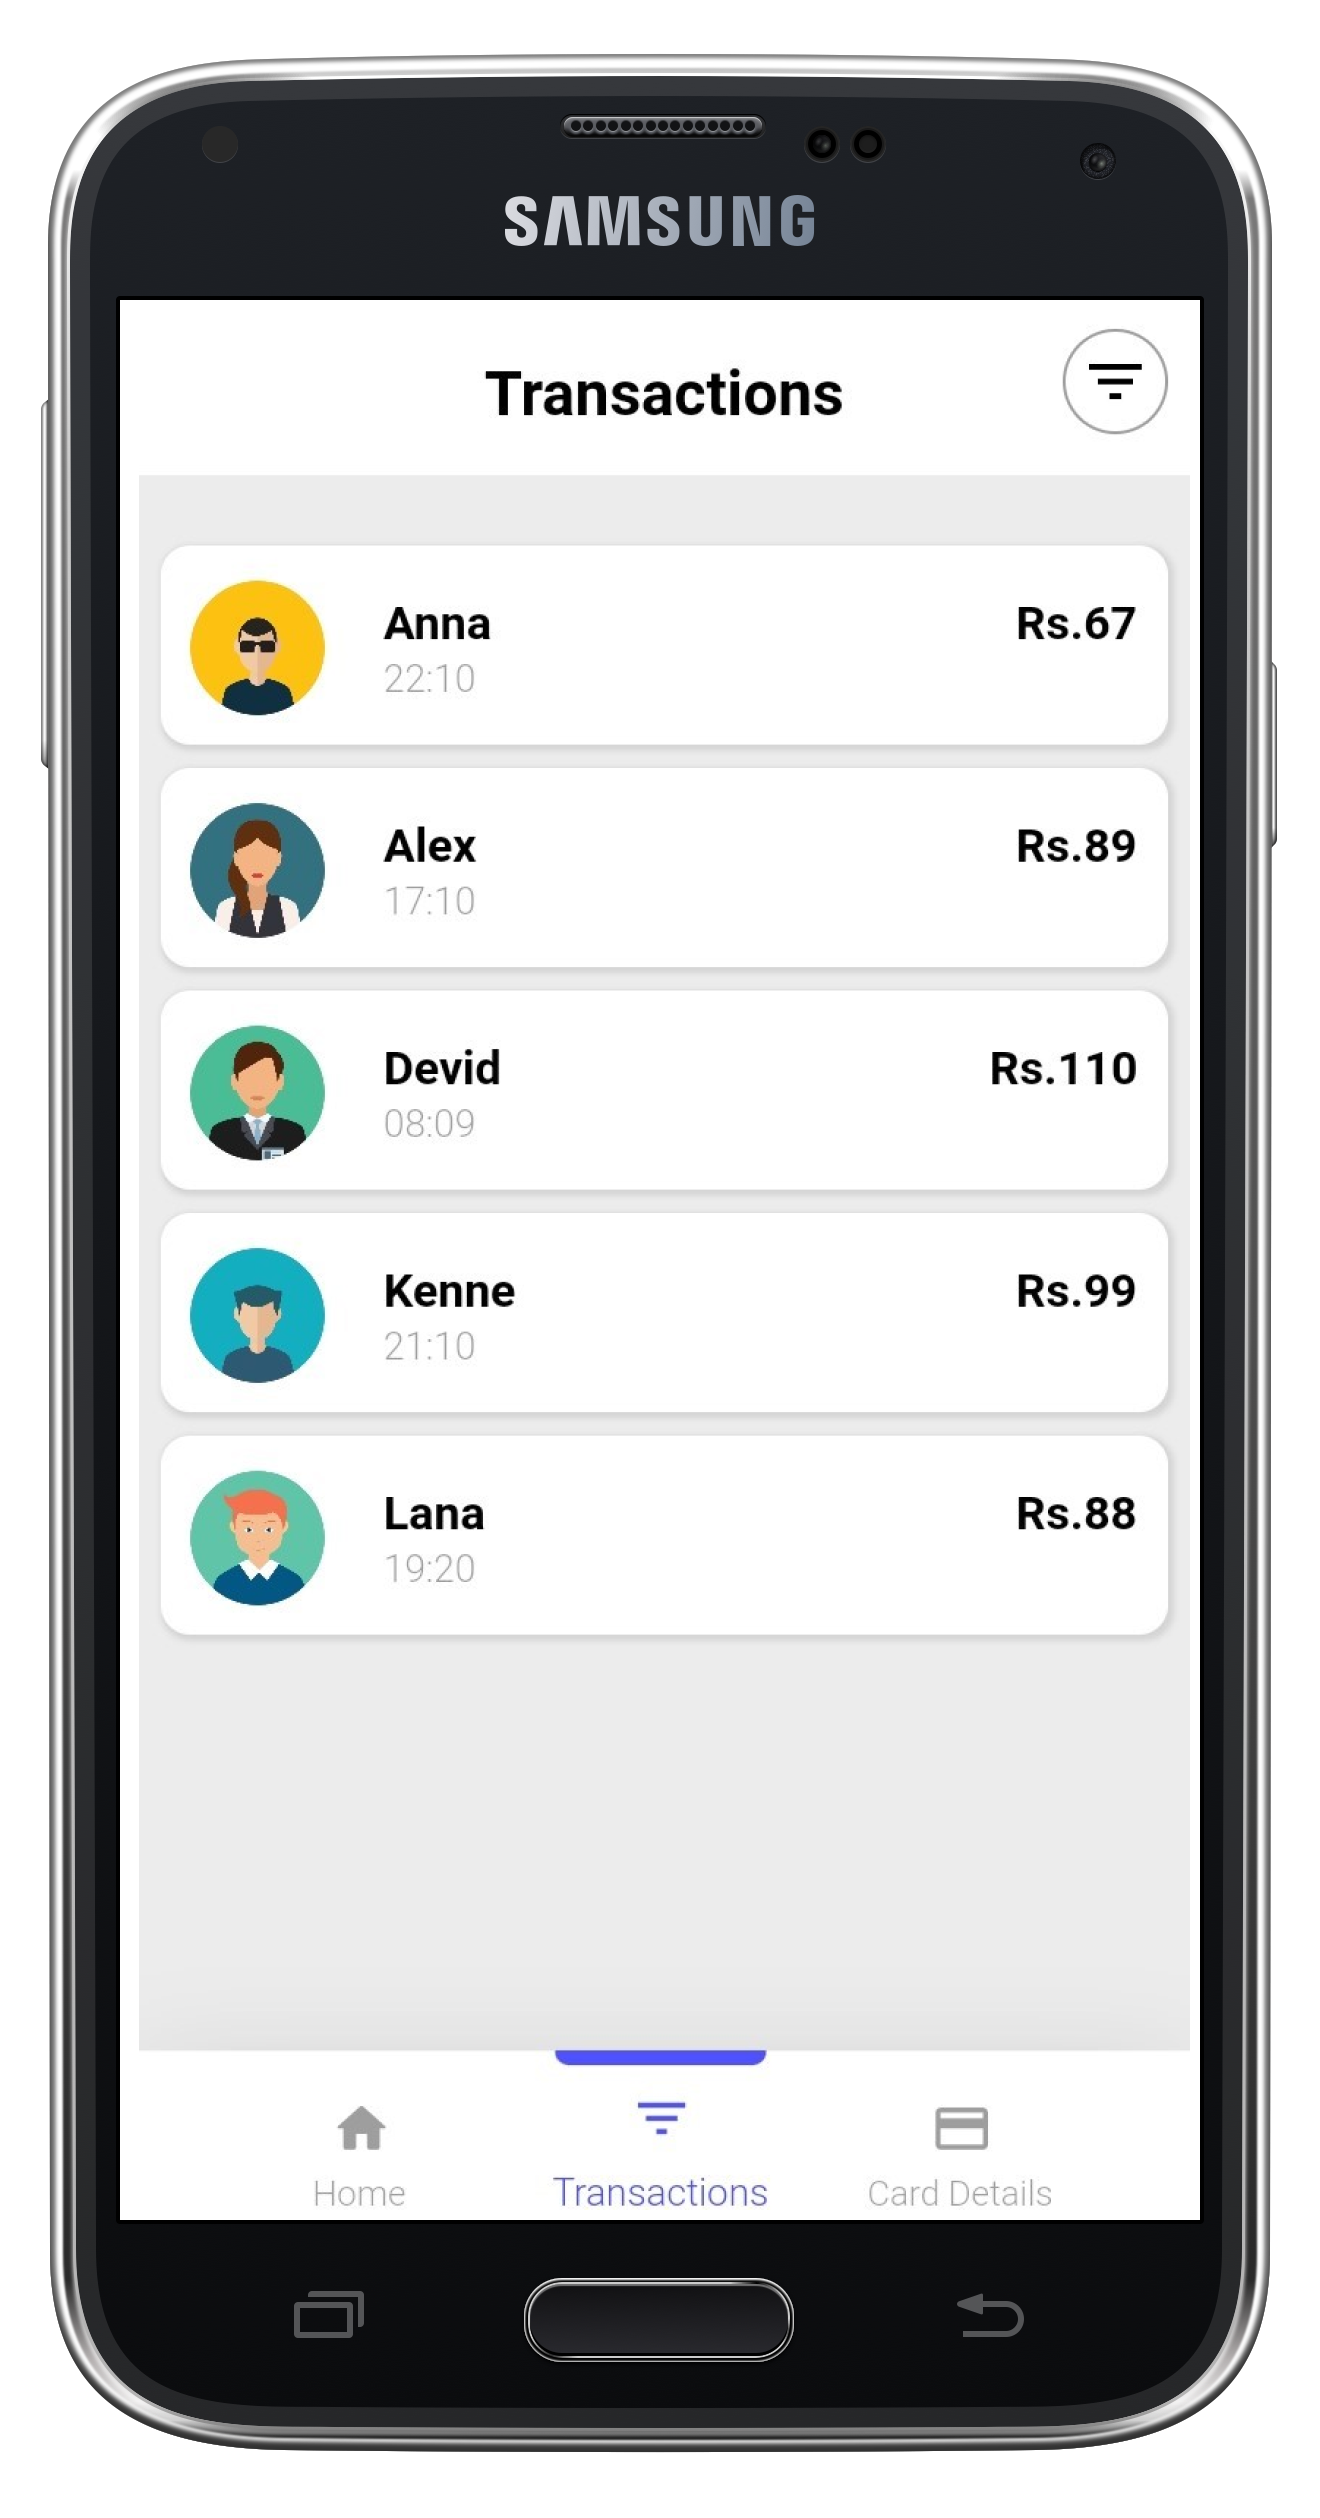 SAMSUNG
Transactions
Anna
Rs.67
22:10
Alex
Rs.89
17:10
Devid
Rs.110
08:09
Kenne
Rs.99
21:10
Lana
Rs.88
19:20
Home
Transactions
Card Details